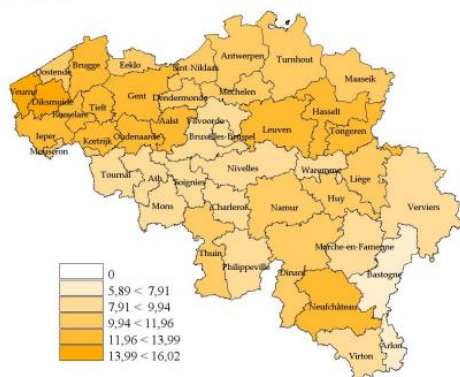 Antwerpen
Turnhout
Brugge
Eeklo
Sint-Niklaas
Oostende
Maaseik
Gent
Mechelen
Dendermonde
Diksmuide
Tielt
Hasselt
Roeselare
Aalst
Vilvoorde
Leuven
Ieper
Kortrijk
Oudenaarde
Bruxelles-Brussel
Tongeren
Mouscron
Nivelles
Waremme
Tournai
Ath
Soignies
Liège
Mons
Charleroi
Namur
Huy
Verviers
Thuin
Marche-en-Famenne
Philippeville
Dinant
Bastogne
Neufchâteau
Arlon
Virton
0
5,89 < 7,91
7,91 < 9,94
9,94 < 11,96
11,96 < 13,99
13,99 < 16,02